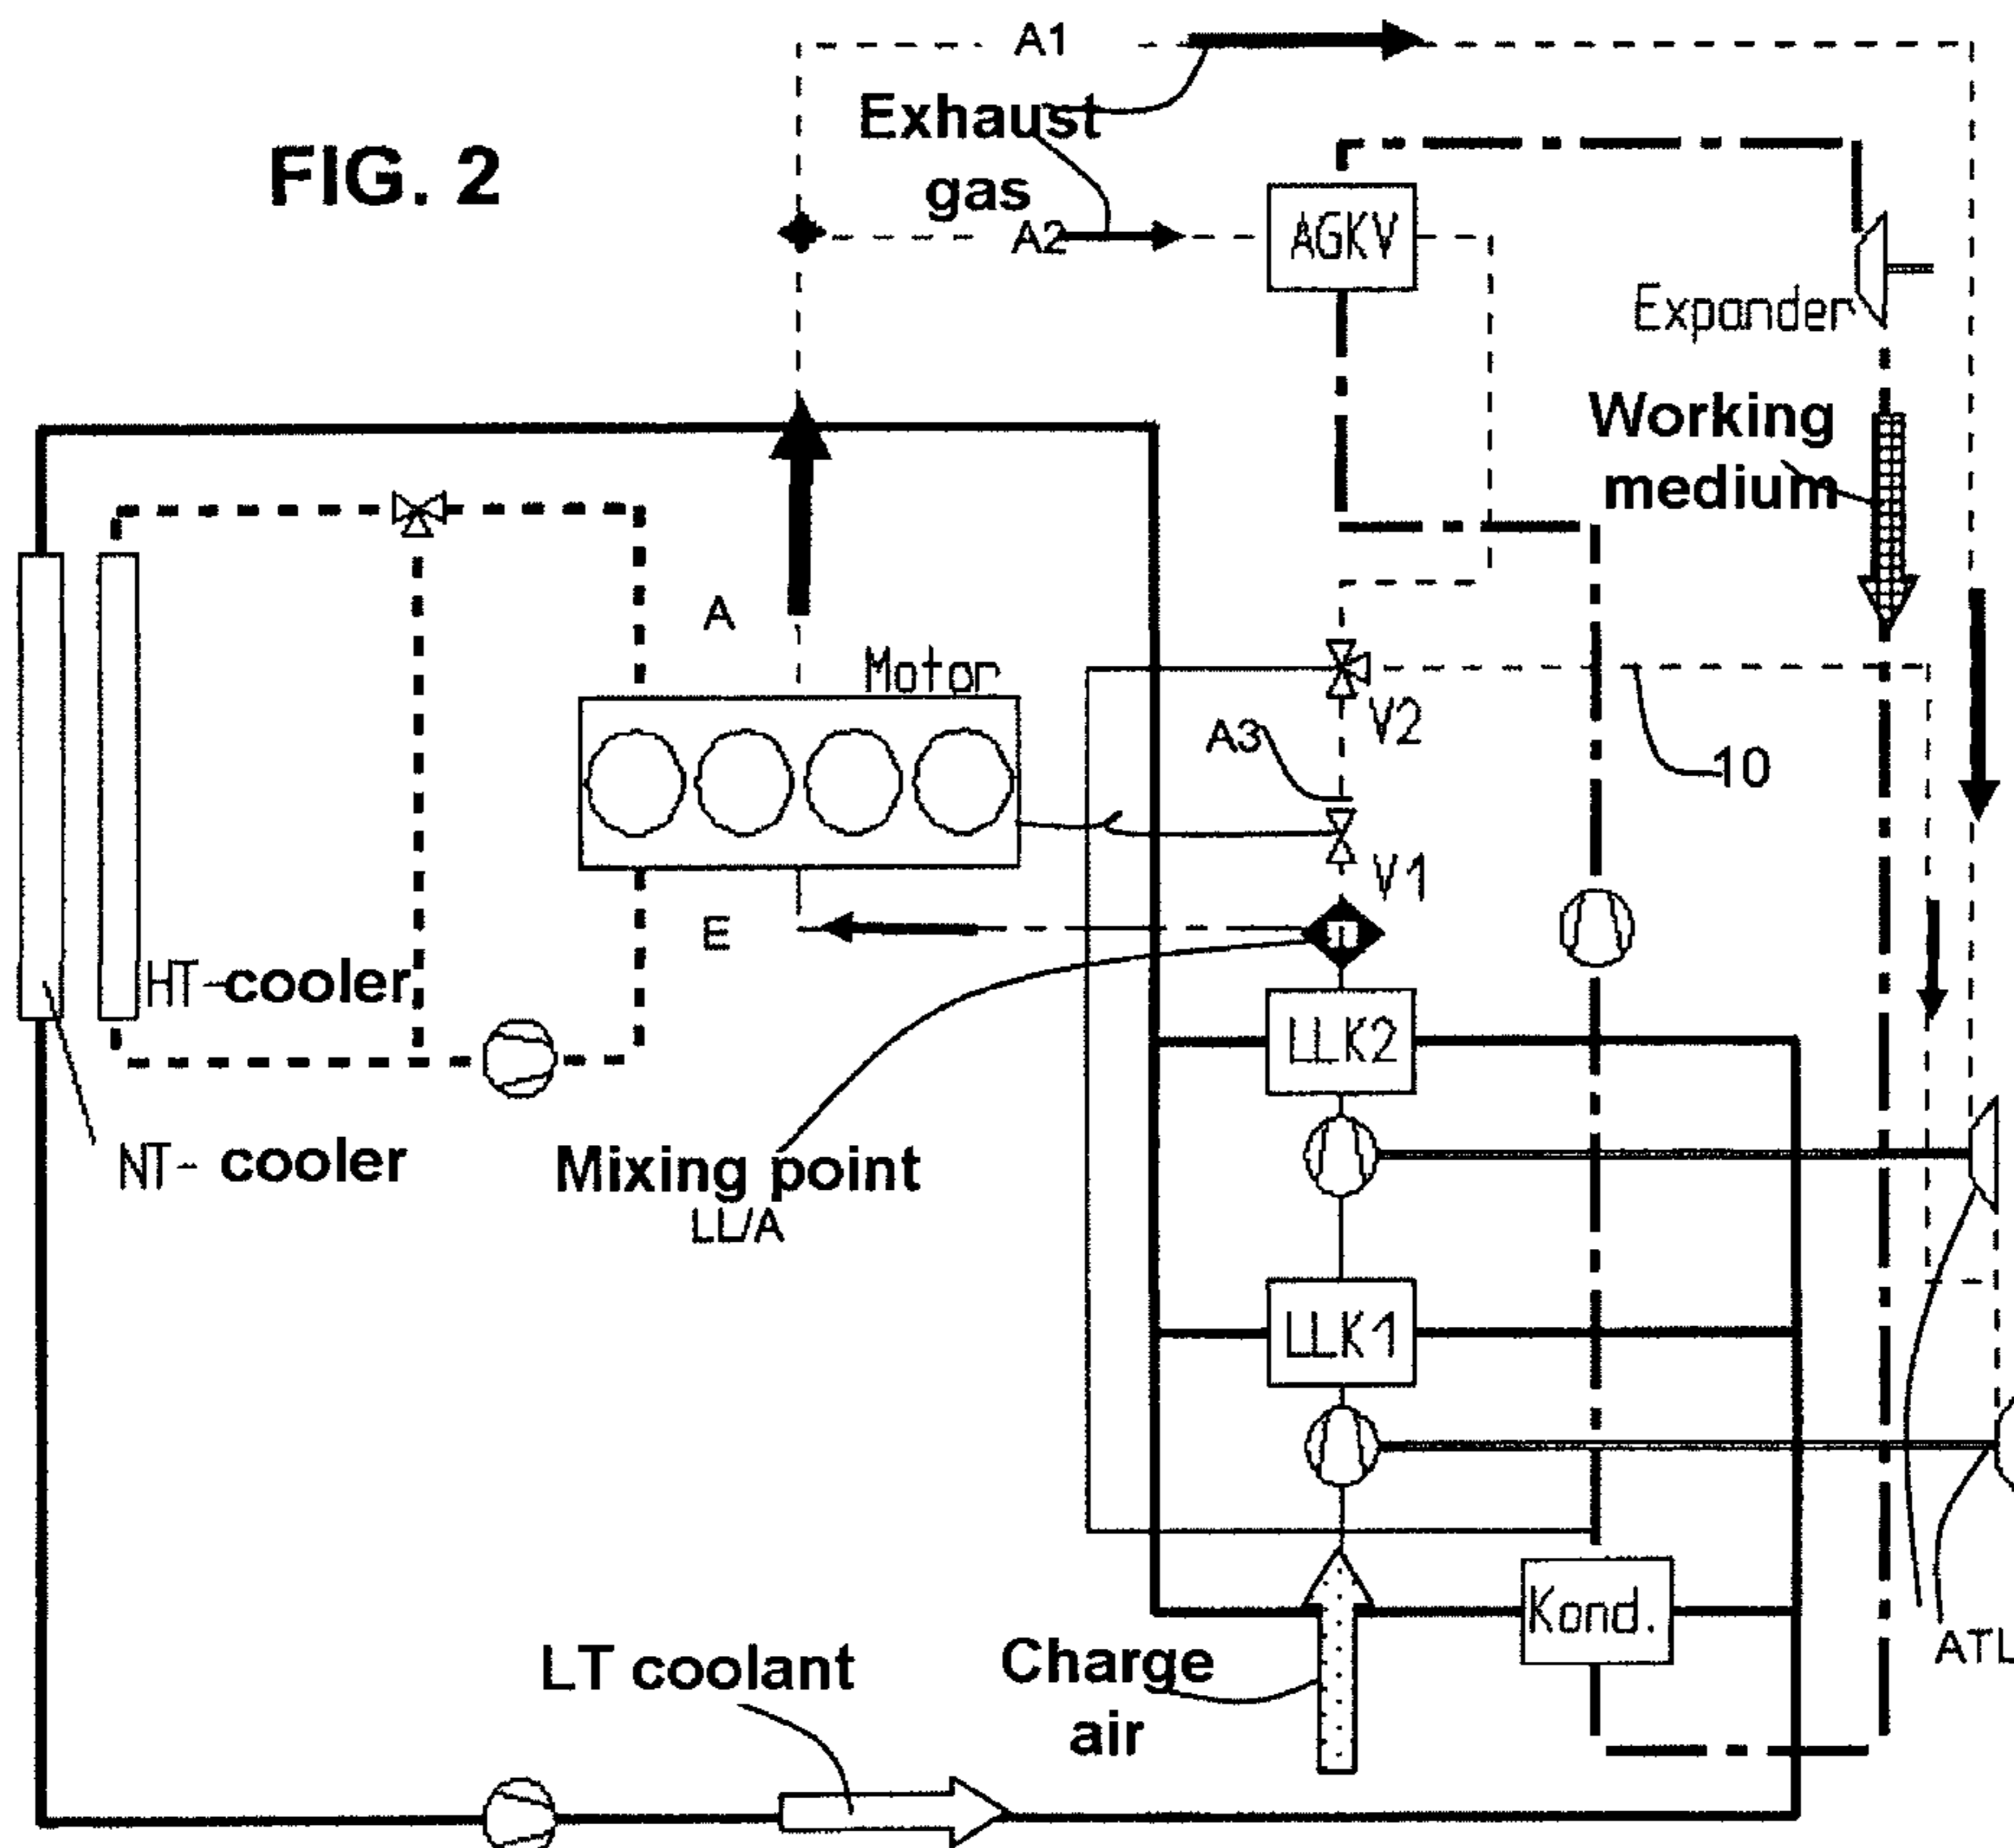 A1
Exhaust
gas
FIG. 2
A2
AGKV
Expander
Working
medium
A
Motor
V2
A3
10
V1
E
HT-cooler
LLK2
NT- cooler
Mixing point
LL/A
LLK1
Kond.
ATL
LT coolant
Charge
air